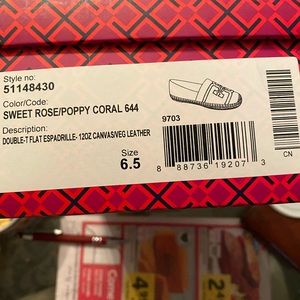 Style no:
51148430
Color/Code:
SWEET ROSE/POPPY CORAL 644
Description:
DOUBLE-T FLAT ESPADRILLE- 12OZ CANVAS/VEG LEATHER
Size
6.5
9703
8 88736 19207 3
CN